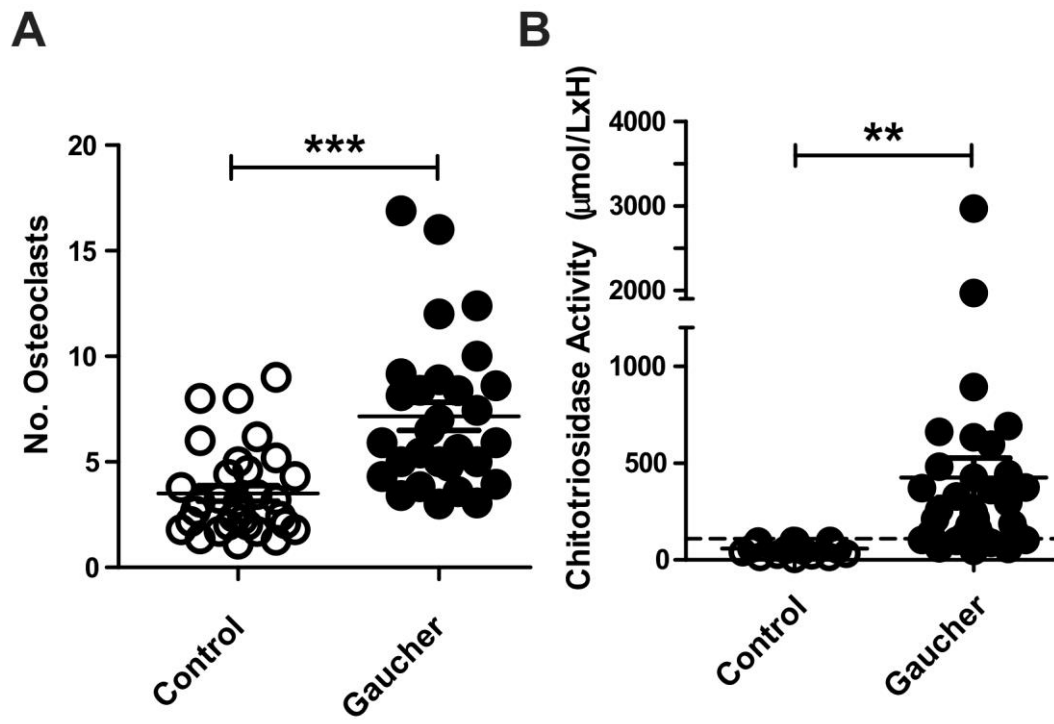 A
No. Osteoclasts
20
15
10
5
0
***
Control
Gaucher
B
Chitotriosidase Activity (μmol/LxH)
4000
3000
2000
1000
500
0
**
Control
Gaucher